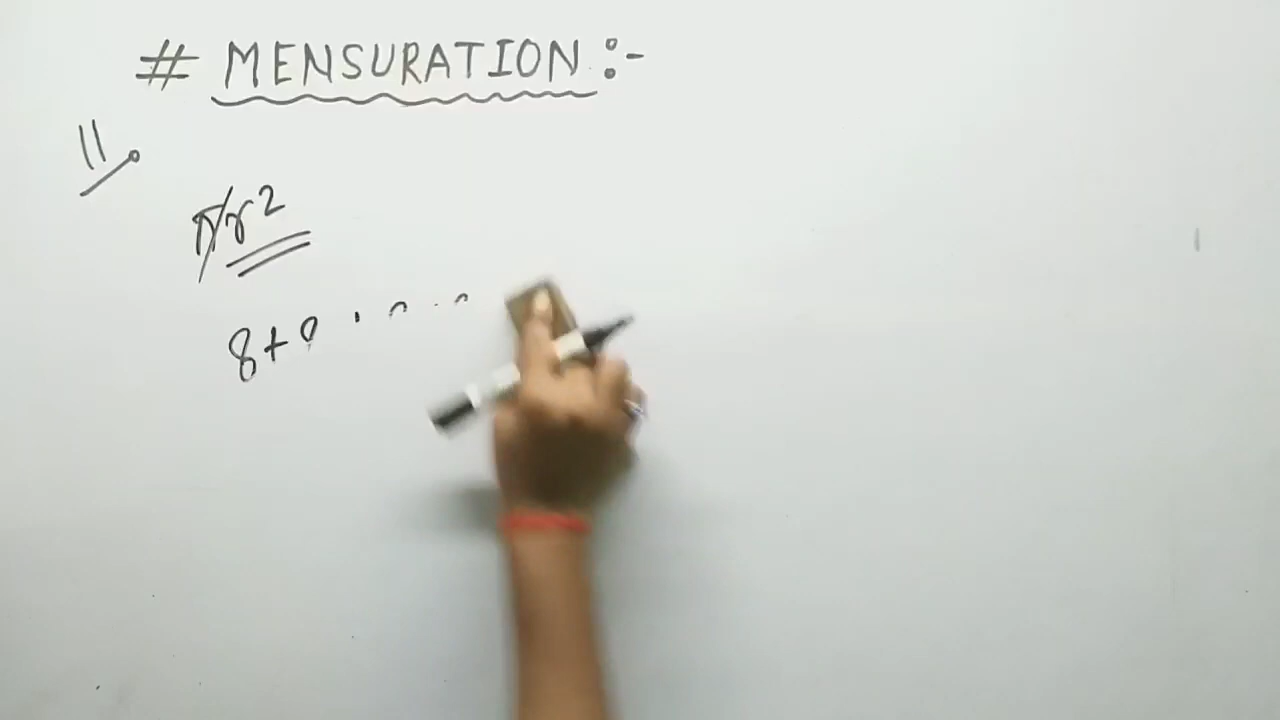 # MENSURATION :-
11.
πr²
8+